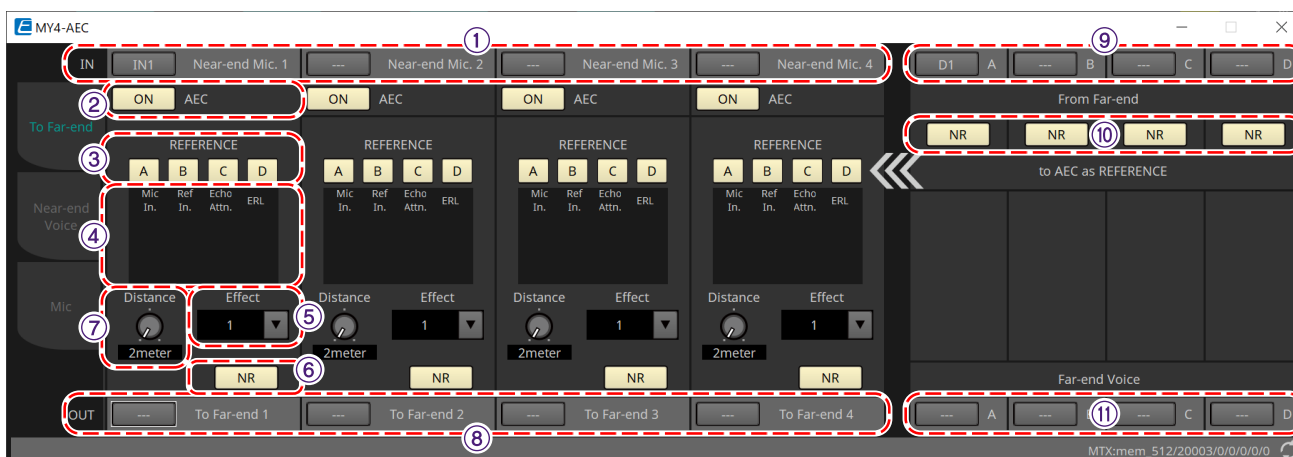 MY4-AEC
①
⑨
IN IN1 Near-end Mic. 1 --- Near-end Mic. 2 --- Near-end Mic. 3 --- Near-end Mic. 4 D1 A --- B --- C --- D
② ON AEC ON AEC ON AEC ON AEC From Far-end
To Far-end
NR NR ⑩ NR NR
③ REFERENCE REFERENCE REFERENCE REFERENCE
A B C D A B C D A B C D A B C D to AEC as REFERENCE
Mic In. Ref In. Echo Attn. ERL Mic In. Ref In. Echo Attn. ERL Mic In. Ref In. Echo Attn. ERL Mic In. Ref In. Echo Attn. ERL
Near-end
Voice
④
Mic
Distance Effect Distance Effect Distance Effect Distance Effect
⑦ 1 ⑤ 1 1 1
2meter 2meter 2meter 2meter
NR ⑥ NR NR NR Far-end Voice
OUT --- To Far-end 1 --- To Far-end 2 --- To Far-end 3 --- To Far-end 4 --- A --- ⑪ --- C --- D
⑧
MTX:mem_512/20003/0/0/0/0/0